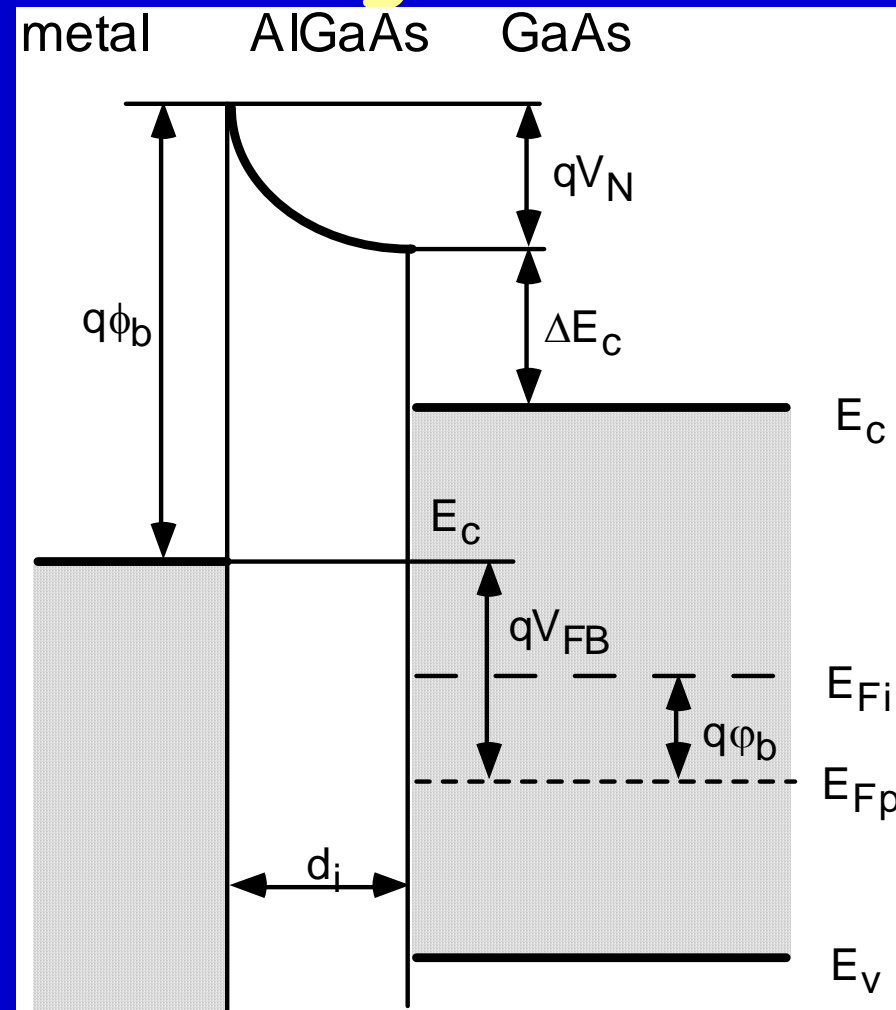 metal AlGaAs GaAs
qV_N
qϕ_b
ΔE_c
E_c
E_c
qV_FB
E_Fi
qφ_b
E_Fp
d_i
E_v